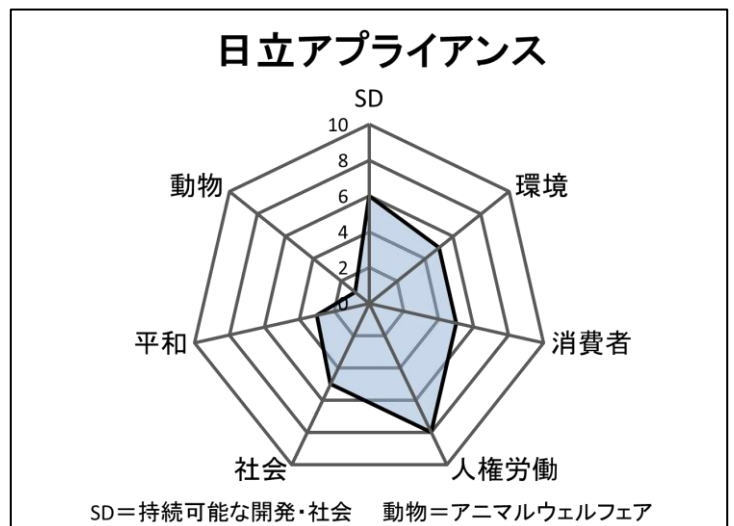 日立アプライアンス
SD
10
8
6
4
2
0
環境
消費者
人権労働
社会
平和
動物
SD=持続可能な開発・社会 動物=アニマルウェルフェア